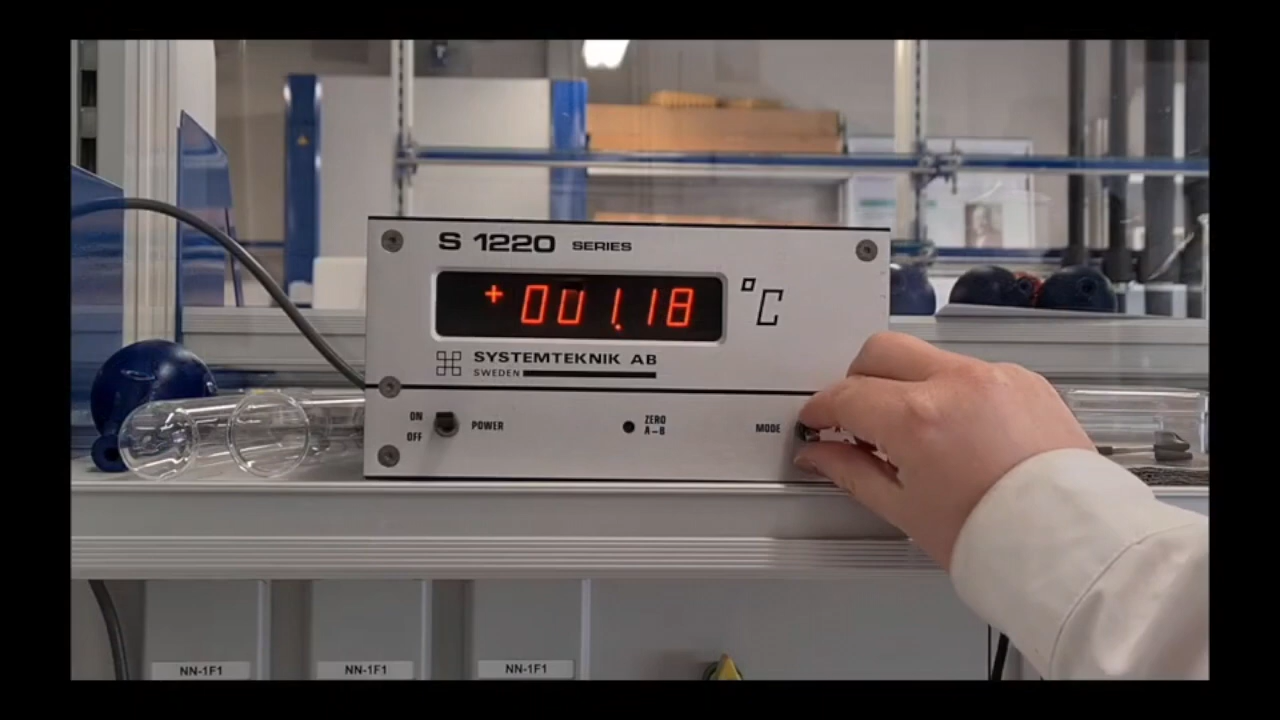 S 1220 SERIES
+001.18 °C
SYSTEMTEKNIK AB
SWEDEN
ON
OFF
POWER
ZERO
A-B
MODE
NN-1F1
NN-1F1
NN-1F1